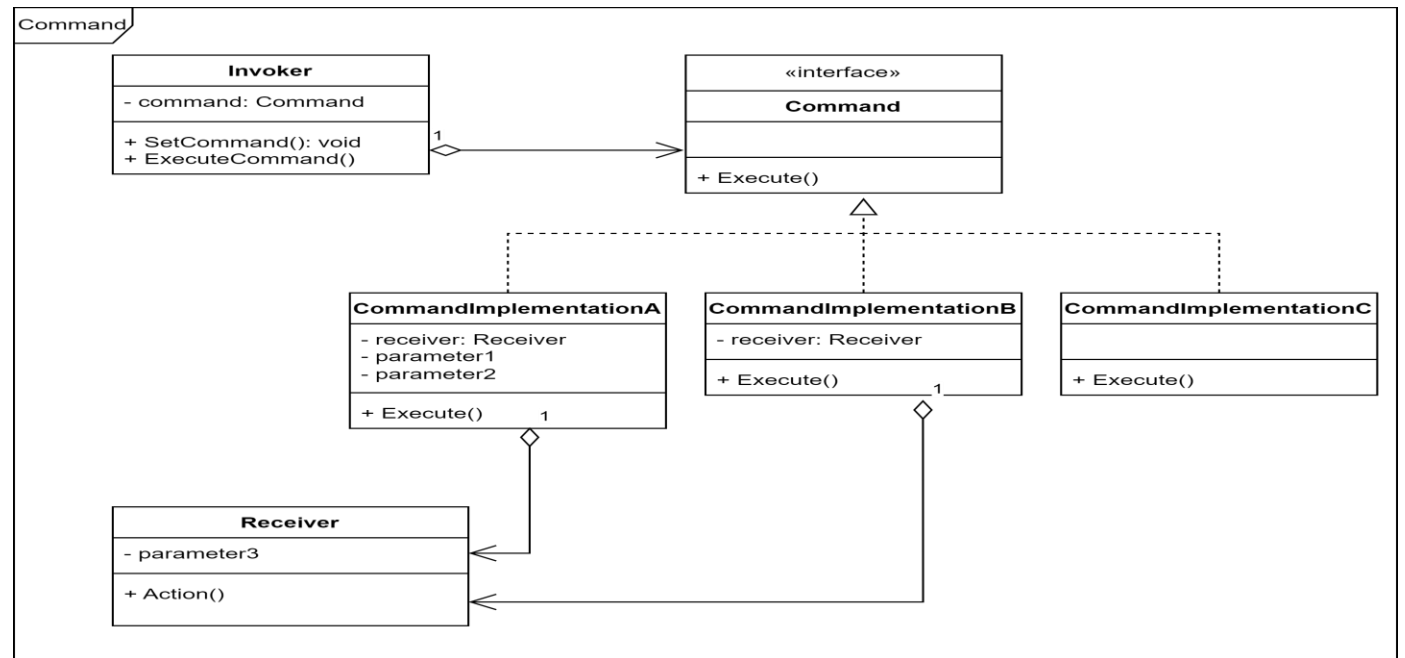 Command
Invoker
- command: Command
+ SetCommand(): void
+ ExecuteCommand()
1
«interface»
Command
+ Execute()
CommandImplementationA
- receiver: Receiver
- parameter1
- parameter2
+ Execute()
1
CommandImplementationB
- receiver: Receiver
+ Execute()
1
CommandImplementationC
+ Execute()
Receiver
- parameter3
+ Action()